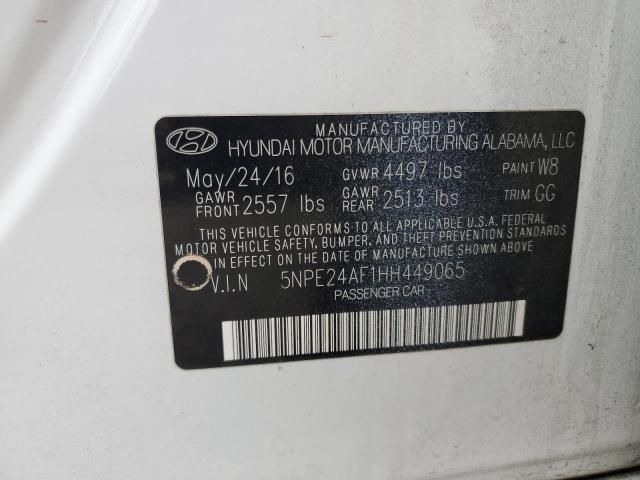 MANUFACTURED BY
HYUNDAI MOTOR MANUFACTURING ALABAMA, LLC
May/24/16 GVWR 4497 lbs PAINT W8
GAWR FRONT 2557 lbs GAWR REAR 2513 lbs TRIM GG
THIS VEHICLE CONFORMS TO ALL APPLICABLE U.S.A. FEDERAL
MOTOR VEHICLE SAFETY, BUMPER, AND THEFT PREVENTION STANDARDS
IN EFFECT ON THE DATE OF MANUFACTURE SHOWN ABOVE.
V.I.N 5NPE24AF1HH449065
PASSENGER CAR